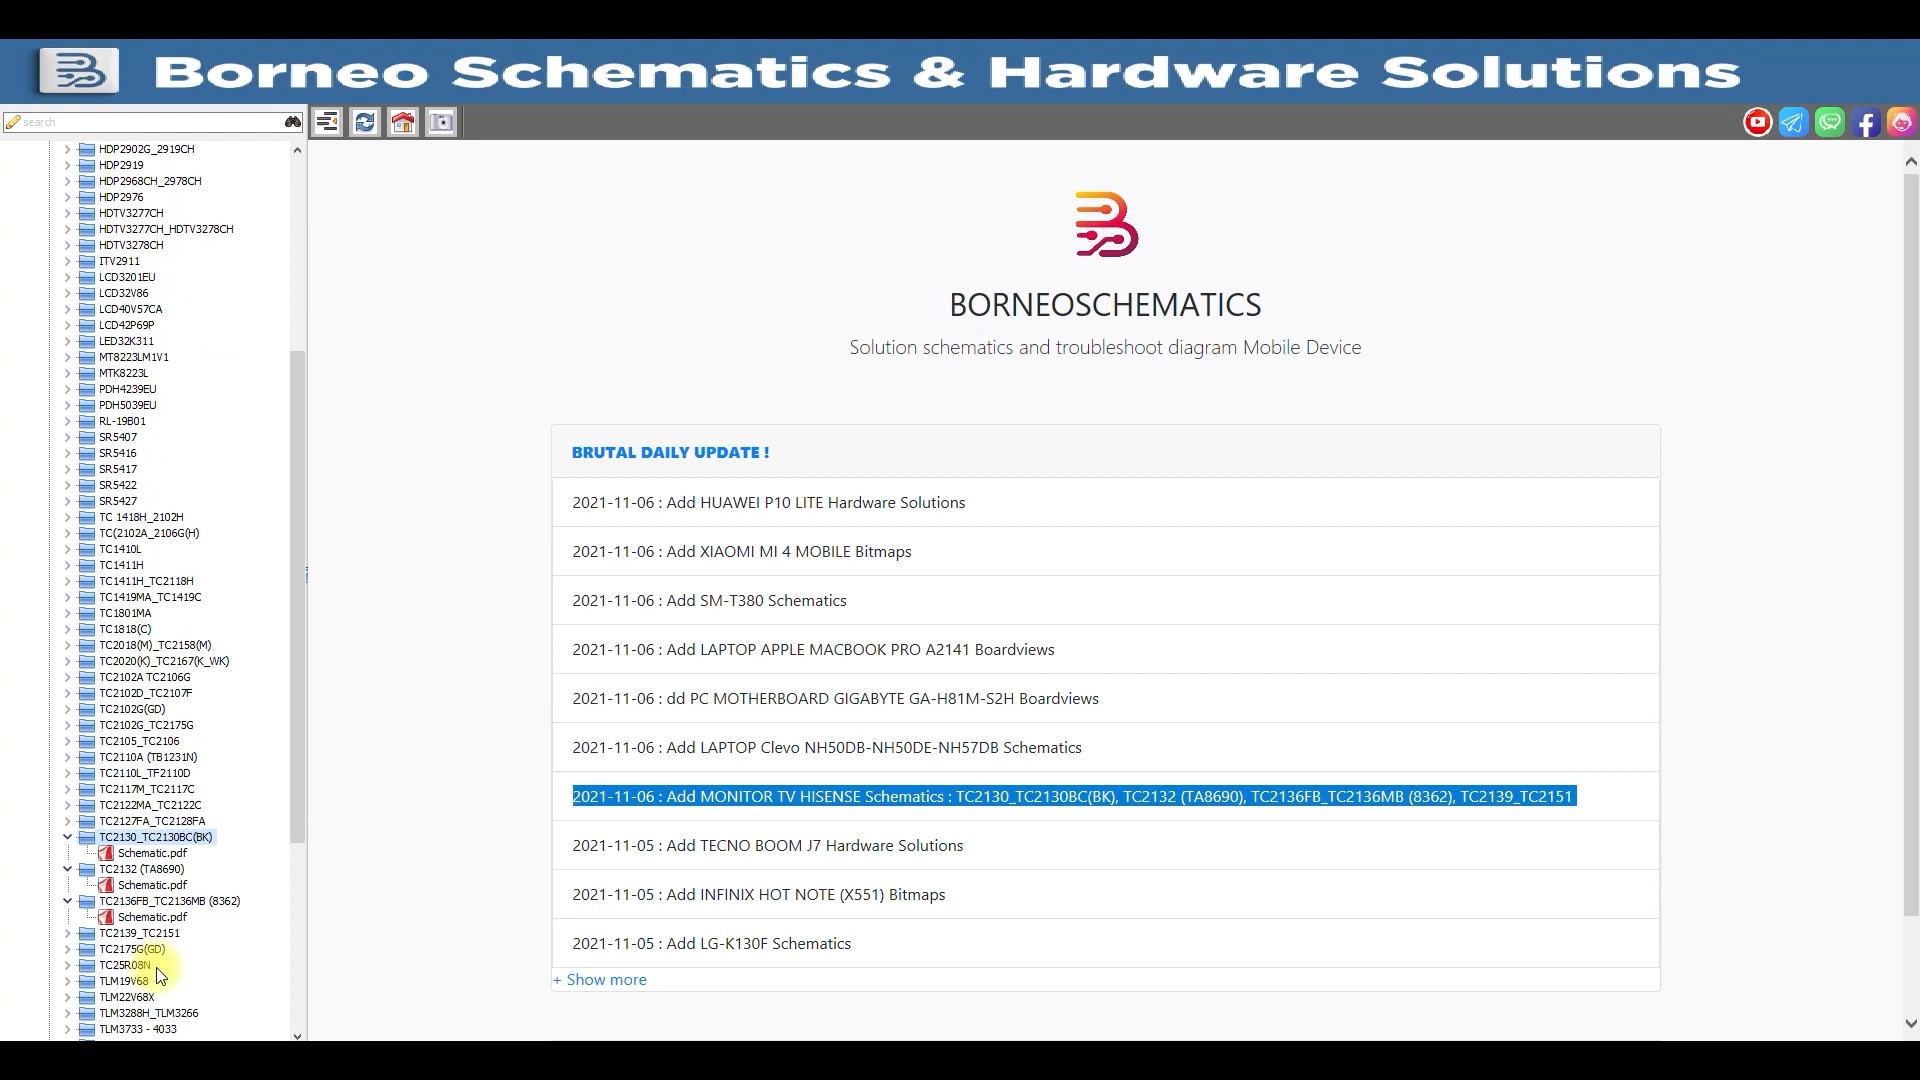 Borneo Schematics & Hardware Solutions
search
HDP2902G_2919CH
HDP2919
HDP2968CH_2978CH
HDP2976
HDTV3277CH
HDTV3277CH_HDTV3278CH
HDTV3278CH
ITV2911
LCD3201EU
LCD32V86
LCD40V57CA
LCD42P69P
LED32K311
MT8223LM1V1
MTK8223L
PDH4239EU
PDH5039EU
RL-19B01
SR5407
SR5416
SR5417
SR5422
SR5427
TC 1418H_2102H
TC(2102A_2106G(H)
TC1410L
TC1411H
TC1411H_TC2118H
TC1419MA_TC1419C
TC1801MA
TC1818(C)
TC2018(M)_TC2158(M)
TC2020(K)_TC2167(K_WK)
TC2102A TC2106G
TC2102D_TC2107F
TC2102G(GD)
TC2102G_TC2175G
TC2105_TC2106
TC2110A (TB1231N)
TC2110L_TF2110D
TC2117M_TC2117C
TC2122MA_TC2122C
TC2127FA_TC2128FA
TC2130_TC2130BC(BK)
Schematic.pdf
TC2132 (TA8690)
Schematic.pdf
TC2136FB_TC2136MB (8362)
Schematic.pdf
TC2139_TC2151
TC2175G(GD)
TC25R08N
TLM19V68
TLM22V68X
TLM3288H_TLM3266
TLM3733 - 4033
BORNEOSCHEMATICS
Solution schematics and troubleshoot diagram Mobile Device
BRUTAL DAILY UPDATE !
2021-11-06 : Add HUAWEI P10 LITE Hardware Solutions
2021-11-06 : Add XIAOMI MI 4 MOBILE Bitmaps
2021-11-06 : Add SM-T380 Schematics
2021-11-06 : Add LAPTOP APPLE MACBOOK PRO A2141 Boardviews
2021-11-06 : dd PC MOTHERBOARD GIGABYTE GA-H81M-S2H Boardviews
2021-11-06 : Add LAPTOP Clevo NH50DB-NH50DE-NH57DB Schematics
2021-11-06 : Add MONITOR TV HISENSE Schematics : TC2130_TC2130BC(BK), TC2132 (TA8690), TC2136FB_TC2136MB (8362), TC2139_TC2151
2021-11-05 : Add TECNO BOOM J7 Hardware Solutions
2021-11-05 : Add INFINIX HOT NOTE (X551) Bitmaps
2021-11-05 : Add LG-K130F Schematics
+ Show more